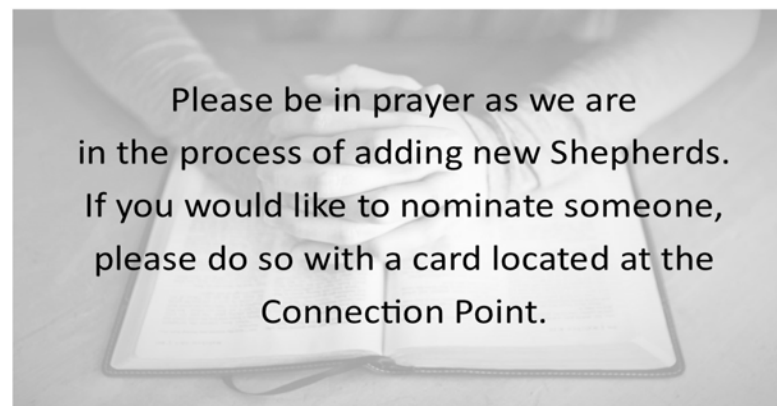 Please be in prayer as we are
in the process of adding new Shepherds.
If you would like to nominate someone,
please do so with a card located at the
Connection Point.